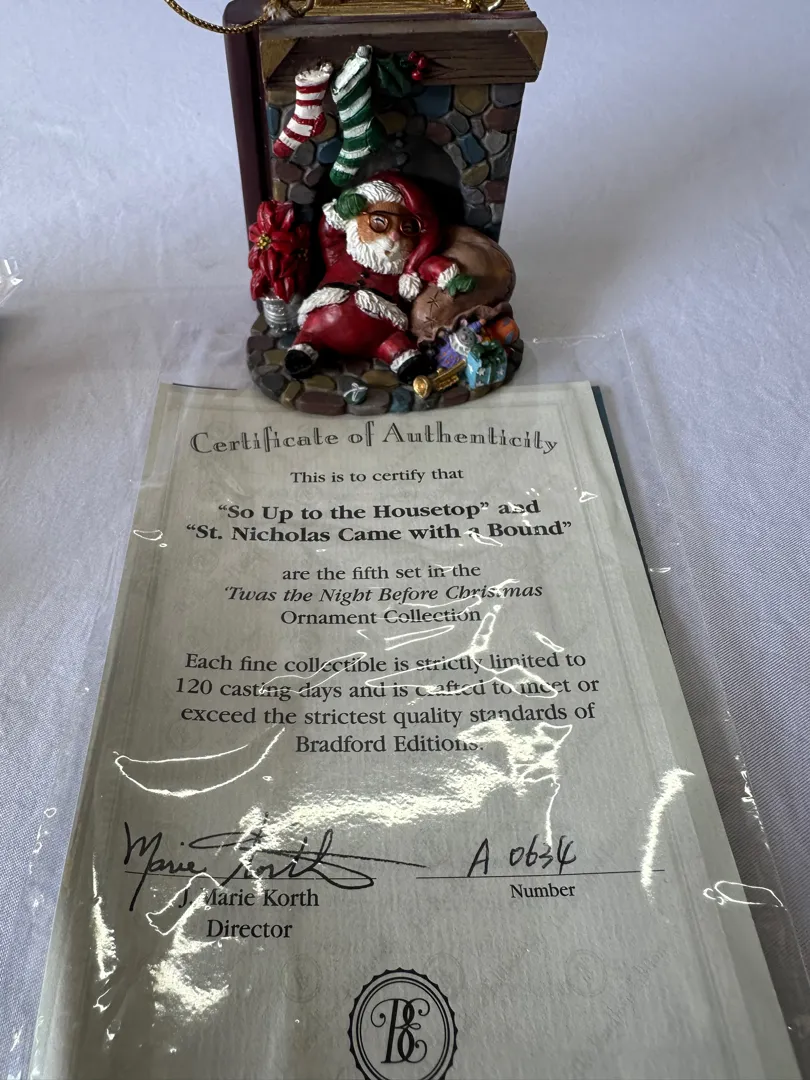 Certificate of Authenticity
This is to certify that
“So Up to the Housetop” and
“St. Nicholas Came with a Bound”
are the fifth set in the
'Twas the Night Before Christmas
Ornament Collection
Each fine collectible is strictly limited to
120 casting days and is crafted to meet or
exceed the strictest quality standards of
Bradford Editions.
Marie Korth A 0634
J. Marie Korth Number
Director
BE